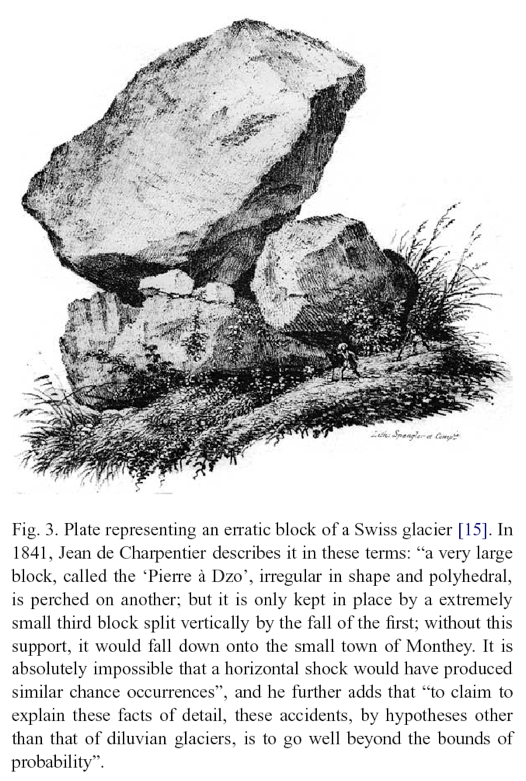 Lith: Spengler et Compie
Fig. 3. Plate representing an erratic block of a Swiss glacier [15]. In
1841, Jean de Charpentier describes it in these terms: “a very large
block, called the ‘Pierre à Dzo’, irregular in shape and polyhedral,
is perched on another; but it is only kept in place by a extremely
small third block split vertically by the fall of the first; without this
support, it would fall down onto the small town of Monthey. It is
absolutely impossible that a horizontal shock would have produced
similar chance occurrences”, and he further adds that “to claim to
explain these facts of detail, these accidents, by hypotheses other
than that of diluvian glaciers, is to go well beyond the bounds of
probability”.